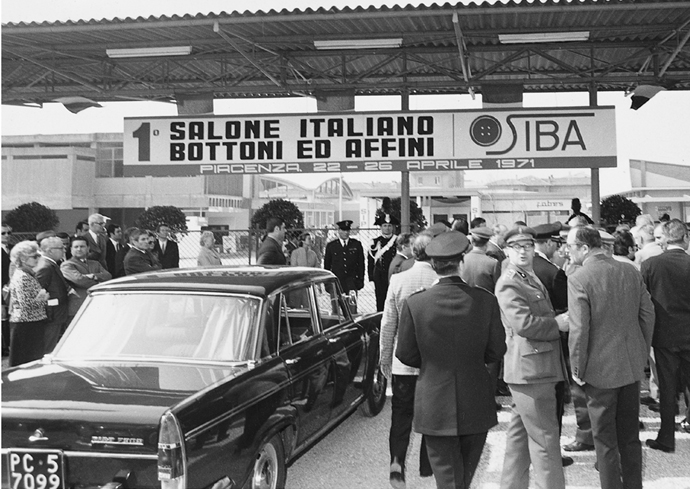 1° SALONE ITALIANO
BOTTONI ED AFFINI
SIBA
PIACENZA, 22 - 26 APRILE 1971
PC 5
7099